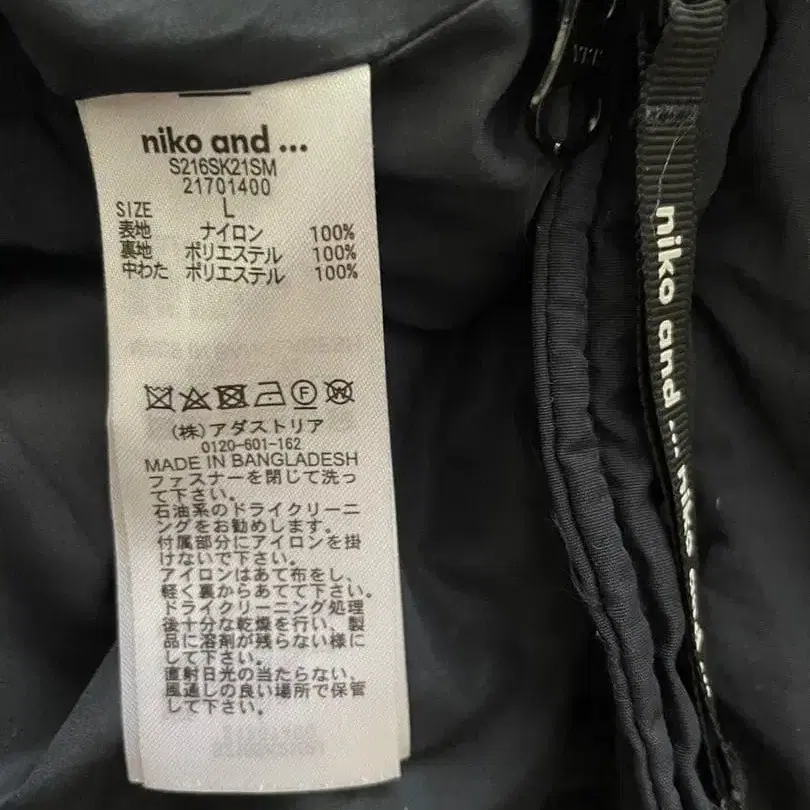 niko and ...
S216SK21SM
21701400
SIZE L
表地 ナイロン 100%
裏地 ポリエステル 100%
中わた ポリエステル 100%
F
W
(株)アダストリア
0120-601-162
MADE IN BANGLADESH
ファスナーを閉じて洗っ
て下さい。
石油系のドライクリーニ
ングをお勧めします。
付属部分にアイロンを掛
けないで下さい。
アイロンはあて布をし、
軽く裏からあてて下さい。
ドライクリーニング処理
後十分な乾燥を行い、製
品に溶剤が残らない様に
して下さい。
直射日光の当たらない、
風通しの良い場所で保管
して下さい。
niko and ... niko and ...